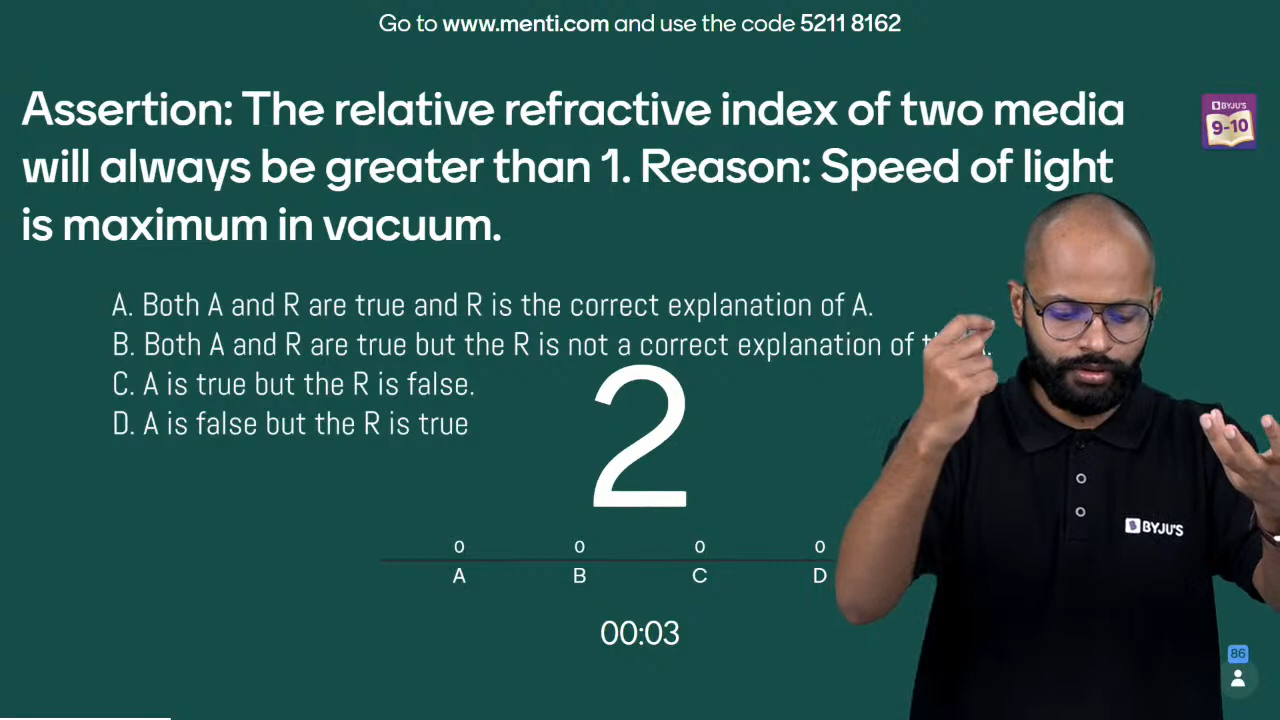 Go to www.menti.com and use the code 5211 8162
Assertion: The relative refractive index of two media
will always be greater than 1. Reason: Speed of light
is maximum in vacuum.
BYJU'S
9-10
A. Both A and R are true and R is the correct explanation of A.
B. Both A and R are true but the R is not a correct explanation of
C. A is true but the R is false.
D. A is false but the R is true
2
0 0 0 0
A B C D
00:03
BYJU'S
86